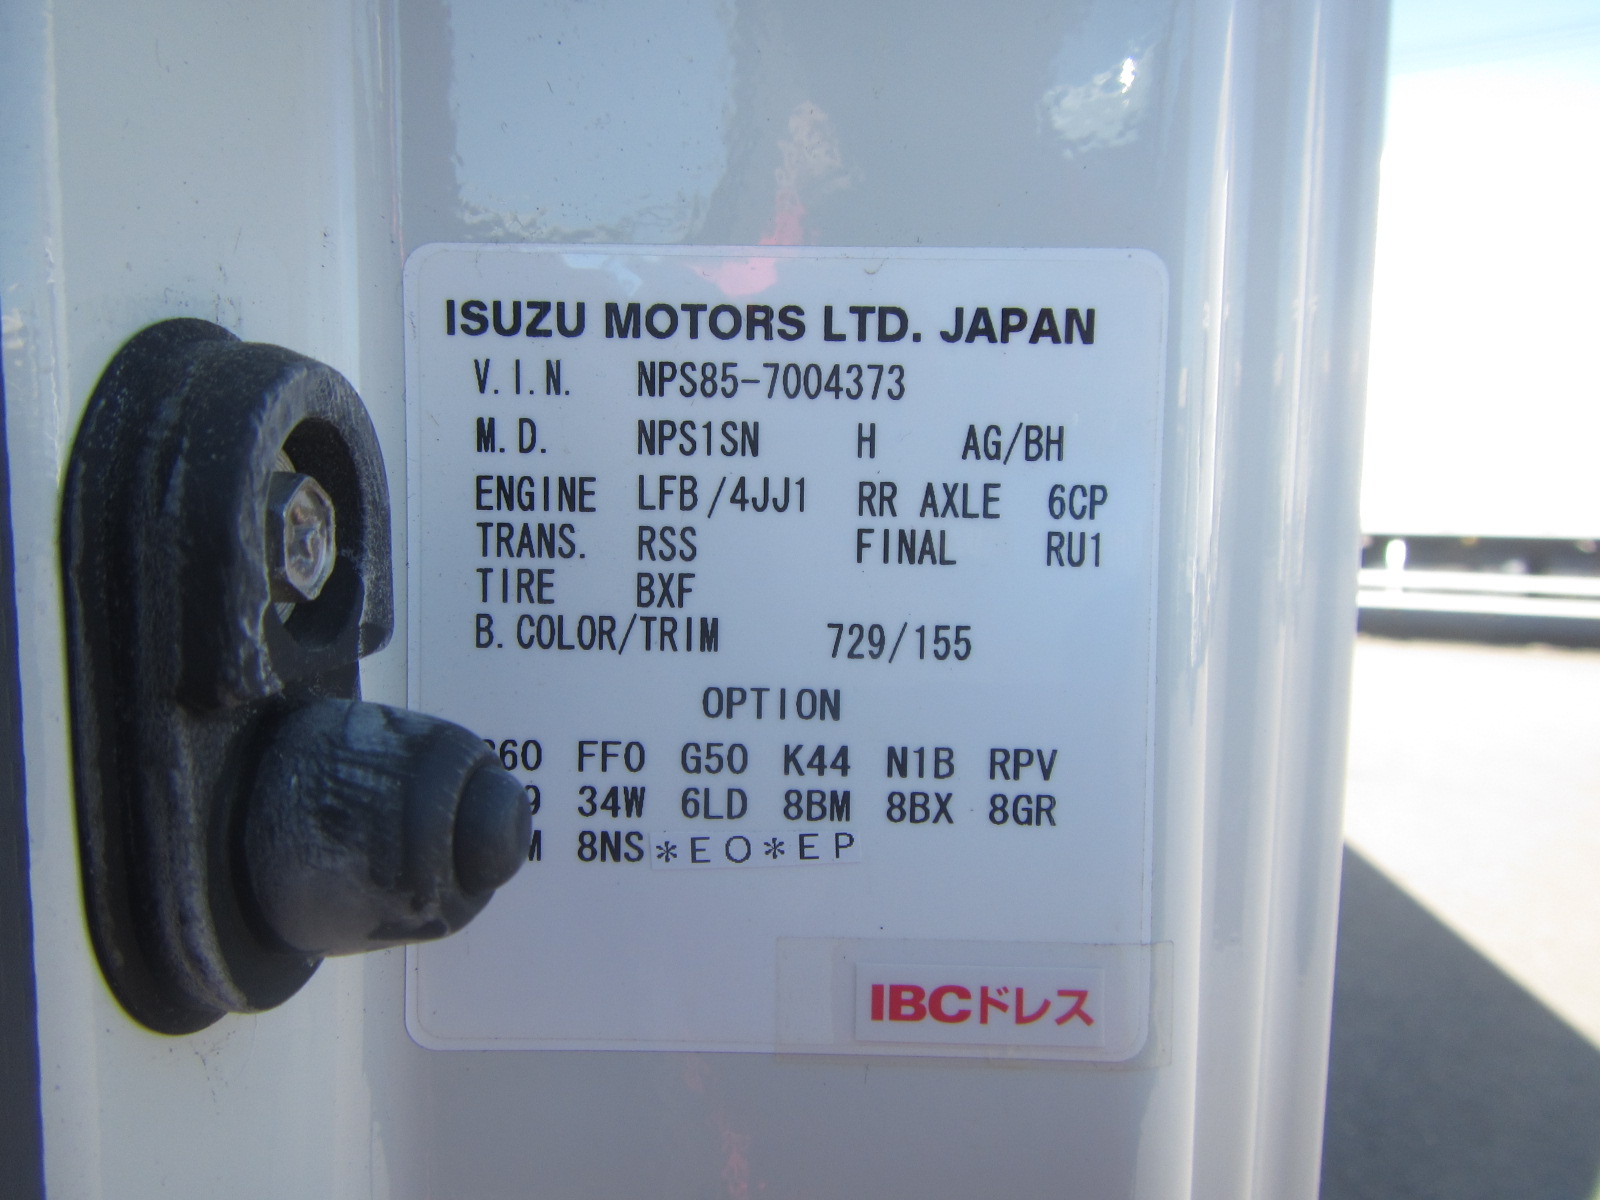 ISUZU MOTORS LTD. JAPAN
V.I.N. NPS85-7004373
M.D. NPS1SN H AG/BH
ENGINE LFB/4JJ1 RR AXLE 6CP
TRANS. RSS FINAL RU1
TIRE BXF
B.COLOR/TRIM 729/155
OPTION
FF0 G50 K44 N1B RPV
34W 6LD 8BM 8BX 8GR
8NS *EO*EP
IBCドレス